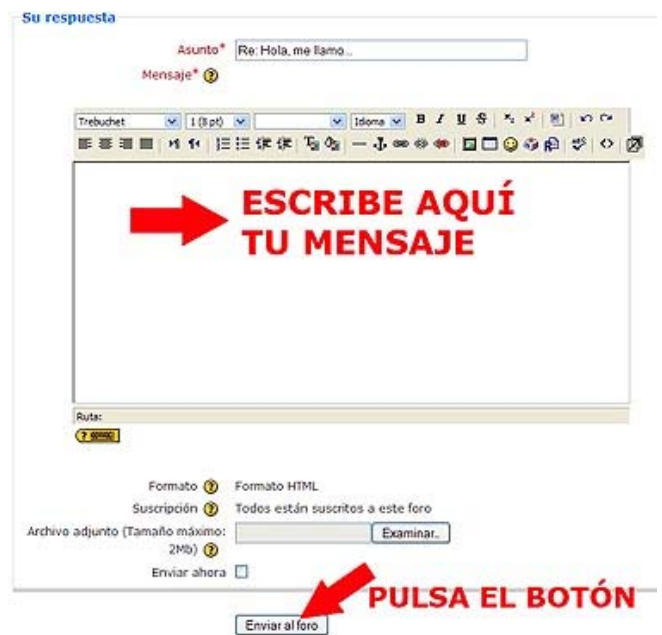 Su respuesta
Asunto* Re: Hola, me llamo...
Mensaje*
Trebuchet 1 (8 pt) Idioma B I U S
ESCRIBE AQUÍ
TU MENSAJE
Ruta:
Formato Formato HTML
Suscripción Todos están suscritos a este foro
Archivo adjunto (Tamaño máximo: Examinar..
2Mb)
Enviar ahora
PULSA EL BOTÓN
Enviar al foro